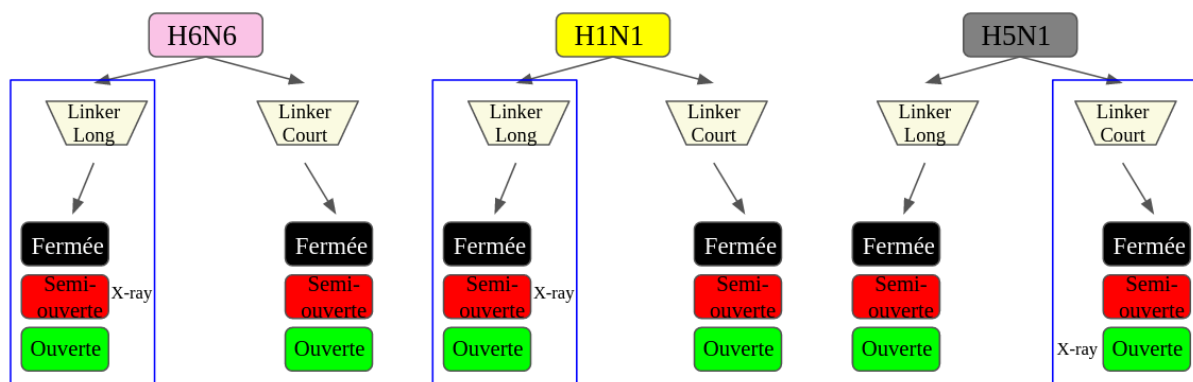 H6N6
H1N1
H5N1
Linker
Long
Linker
Court
Linker
Long
Linker
Court
Linker
Long
Linker
Court
Fermée
Fermée
Fermée
Fermée
Fermée
Fermée
Semi-
ouverte
X-ray
Semi-
ouverte
Semi-
ouverte
X-ray
Semi-
ouverte
Semi-
ouverte
Semi-
ouverte
Ouverte
Ouverte
Ouverte
Ouverte
Ouverte
X-ray
Ouverte